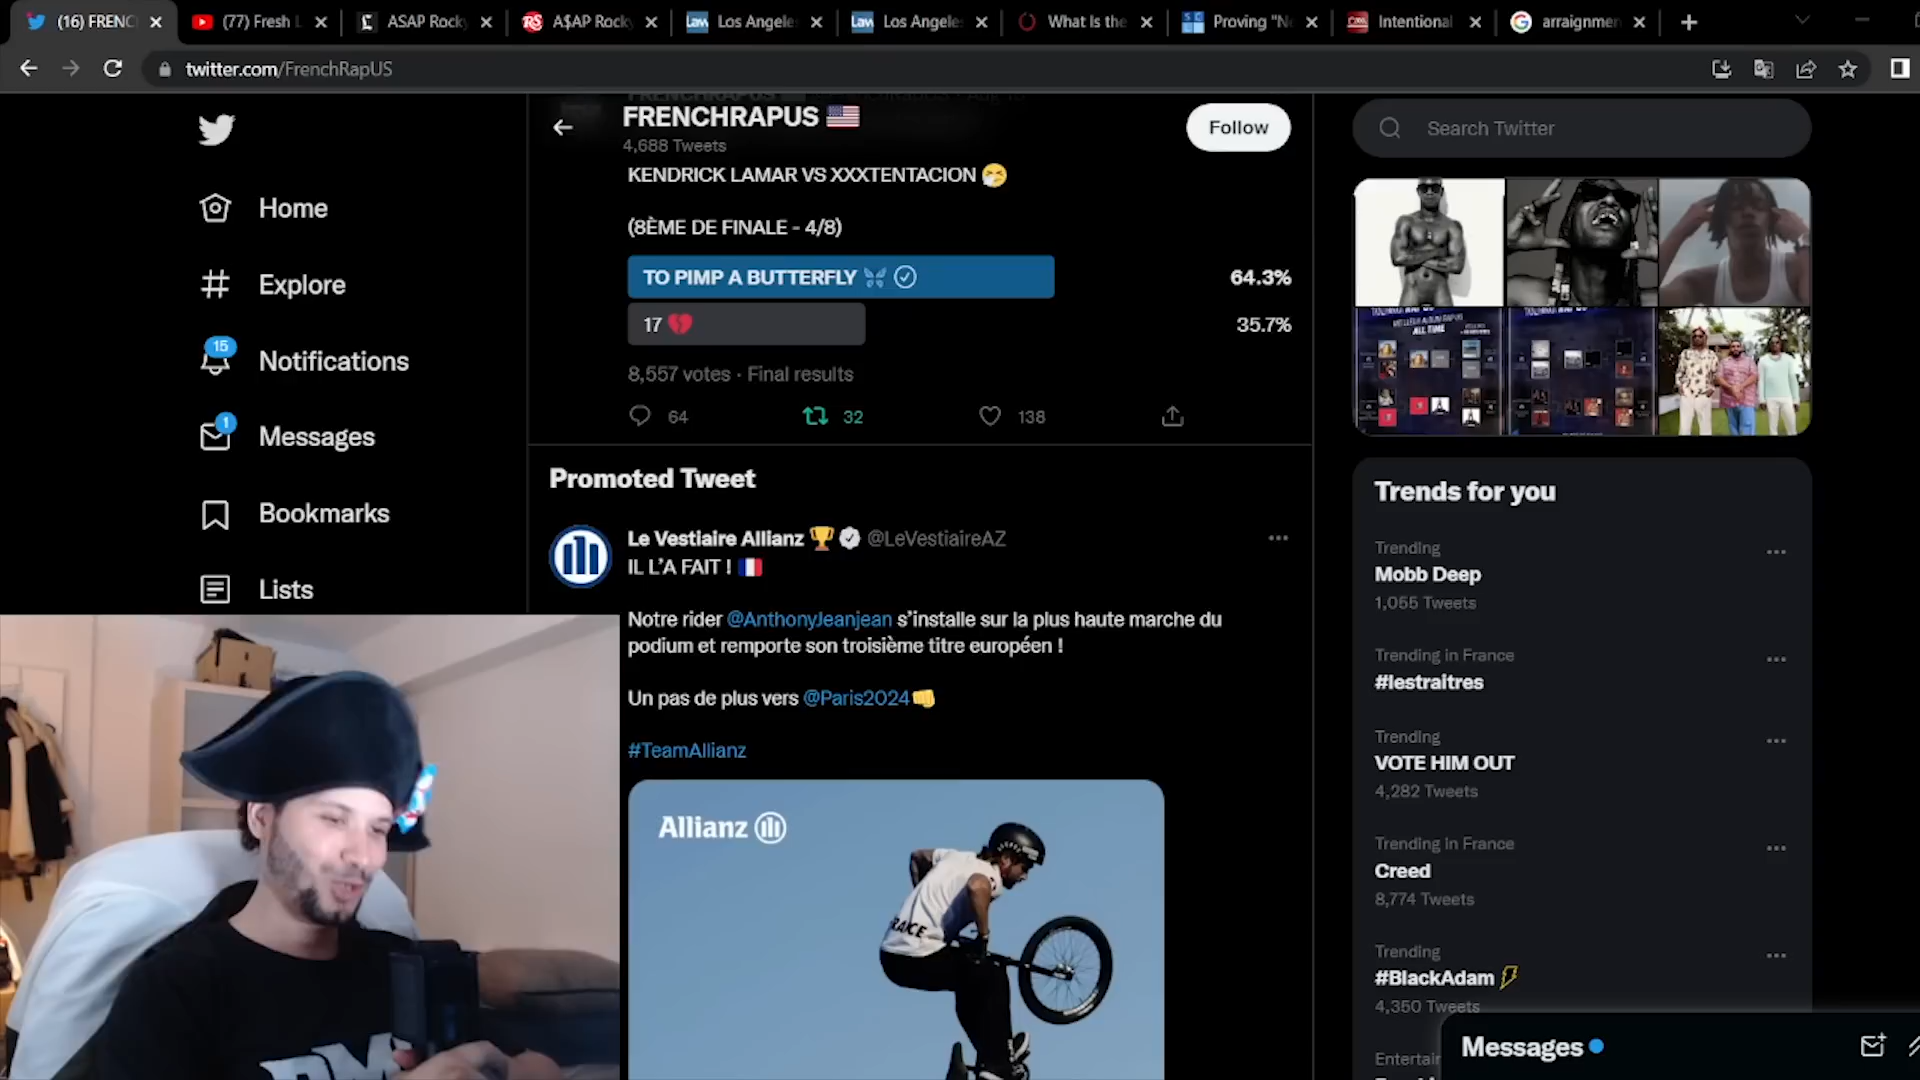 (16) FRENC
(77) Fresh L
ASAP Rock
A$AP Rock
Los Angele
Los Angele
What Is the
Proving "Ne
Intentional
arraignmen
twitter.com/FrenchRapUS
Home
Explore
15
Notifications
1
Messages
Bookmarks
Lists
FRENCHRAPUS 🇺🇸
4,688 Tweets
Follow
KENDRICK LAMAR VS XXXTENTACION 🤧
(8ÈME DE FINALE - 4/8)
TO PIMP A BUTTERFLY 🦋 64.3%
17 💔 35.7%
8,557 votes · Final results
64 32 138
Promoted Tweet
Le Vestiaire Allianz 🏆 @LeVestiaireAZ
IL L'A FAIT ! 🇫🇷
Notre rider @AnthonyJeanjean s'installe sur la plus haute marche du
podium et remporte son troisième titre européen !
Un pas de plus vers @Paris2024👊
#TeamAllianz
Allianz
Search Twitter
Trends for you
Trending
Mobb Deep
1,055 Tweets
Trending in France
#lestraitres
Trending
VOTE HIM OUT
4,282 Tweets
Trending in France
Creed
8,774 Tweets
Trending
#BlackAdam
4,350 Tweets
Messages